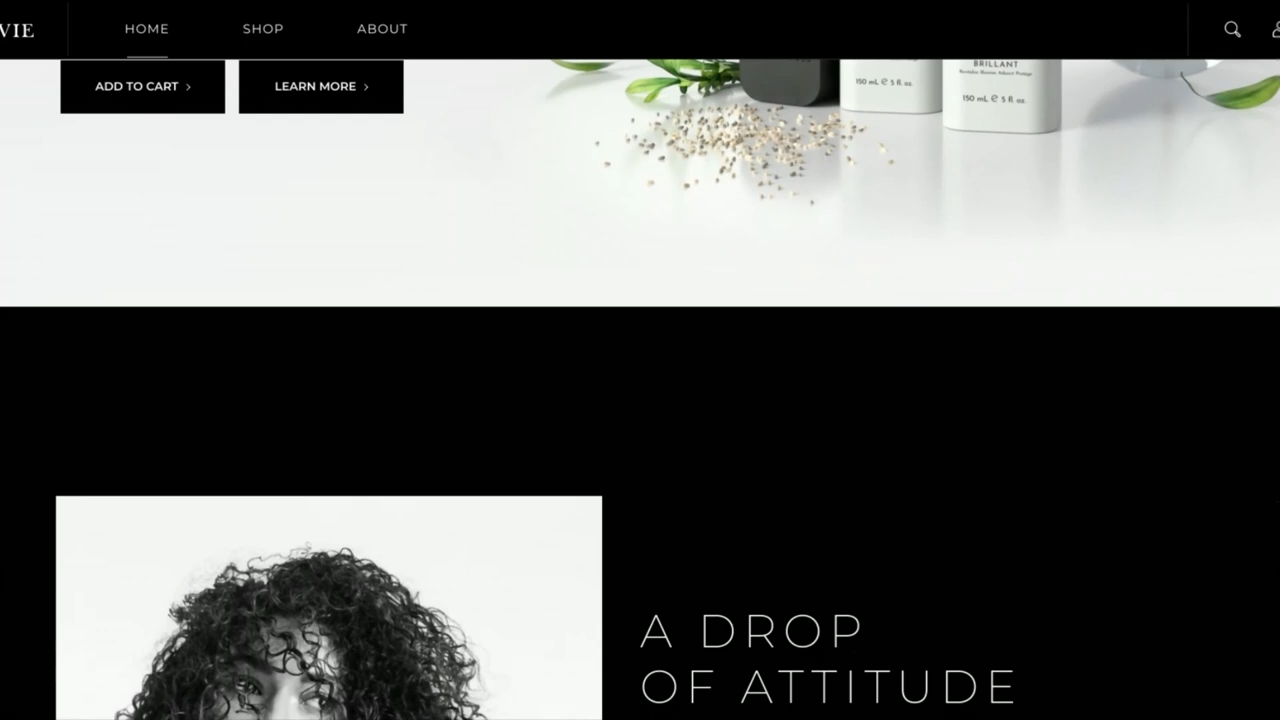 VIE
HOME
SHOP
ABOUT
ADD TO CART
LEARN MORE
150 mL ℮ 5 fl. oz.
BRILLANT
150 mL ℮ 5 fl. oz.
A DROP
OF ATTITUDE